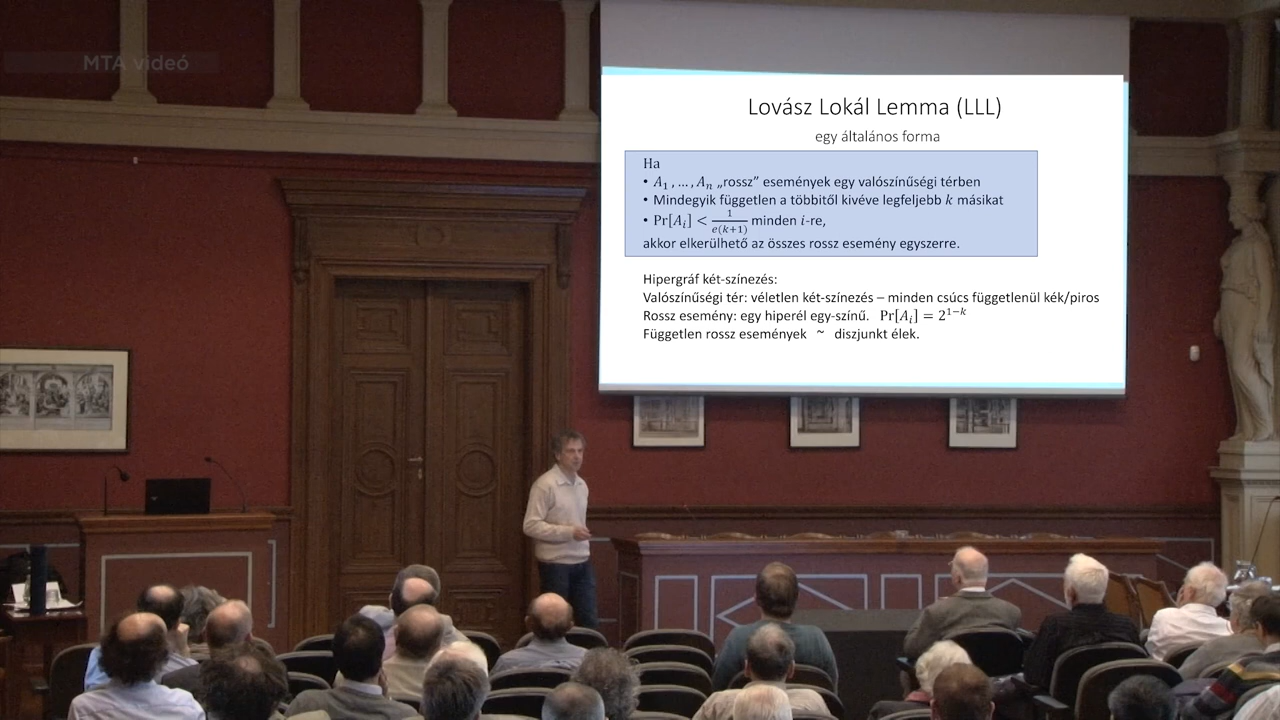 MTA videó
Lovász Lokál Lemma (LLL)
egy általános forma
Ha
• A₁, …, Aₙ „rossz” események egy valószínűségi térben
• Mindegyik független a többitől kivéve legfeljebb k másikat
• Pr[Aᵢ] < 1/e(k+1) minden i-re,
akkor elkerülhető az összes rossz esemény egyszerre.
Hipergráf két-színezés:
Valószínűségi tér: véletlen két-színezés – minden csúcs függetlenül kék/piros
Rossz esemény: egy hiperél egy-színű. Pr[Aᵢ] = 2¹⁻ᵏ
Független rossz események ~ diszjunkt élek.